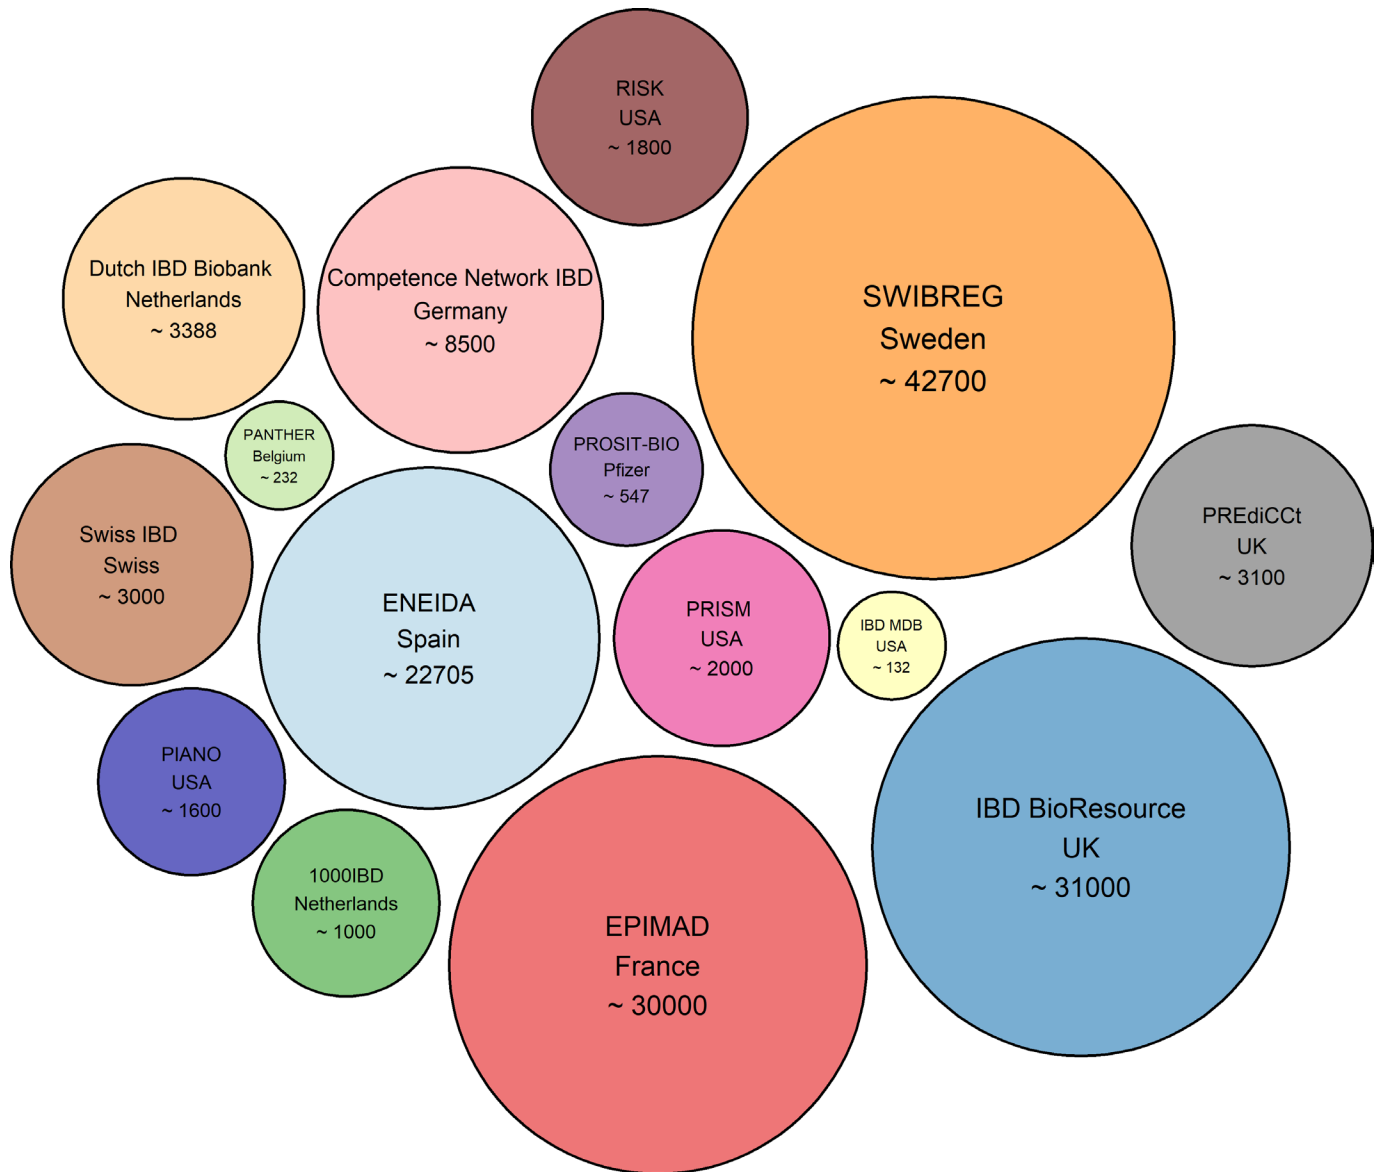 RISK
USA
~ 1800
Dutch IBD Biobank
Netherlands
~ 3388
Competence Network IBD
Germany
~ 8500
SWIBREG
Sweden
~ 42700
PANTHER
Belgium
~ 232
PROSIT-BIO
Pfizer
~ 547
PREdiCCt
UK
~ 3100
Swiss IBD
Swiss
~ 3000
ENEIDA
Spain
~ 22705
PRISM
USA
~ 2000
IBD MDB
USA
~ 132
PIANO
USA
~ 1600
1000IBD
Netherlands
~ 1000
EPIMAD
France
~ 30000
IBD BioResource
UK
~ 31000